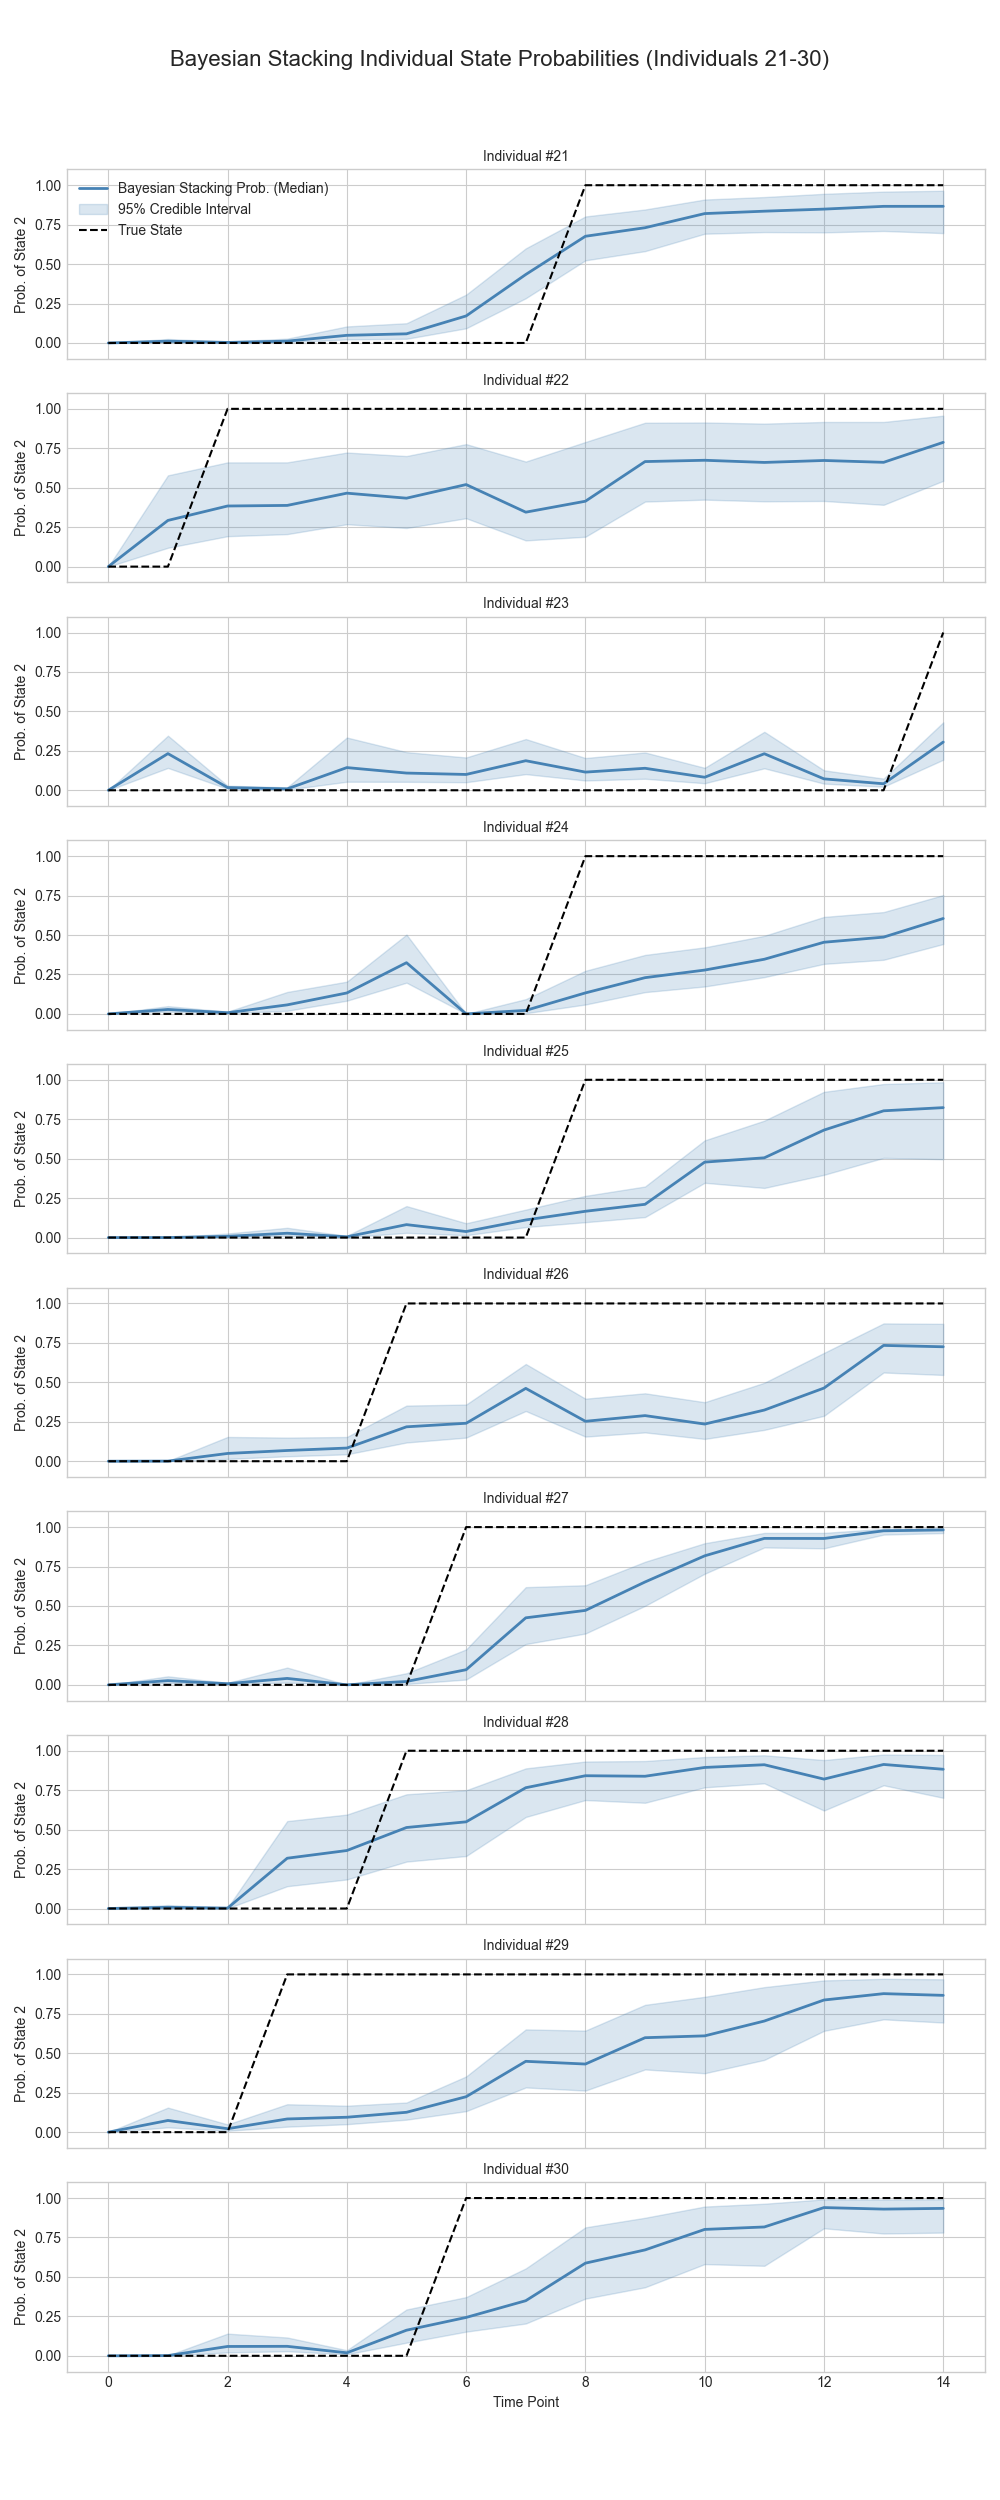 Bayesian Stacking Individual State Probabilities (Individuals 21-30)
Individual #21
Bayesian Stacking Prob. (Median)
95% Credible Interval
True State
1.00
0.75
0.50
0.25
0.00
Prob. of State 2
Individual #22
1.00
0.75
0.50
0.25
0.00
Prob. of State 2
Individual #23
1.00
0.75
0.50
0.25
0.00
Prob. of State 2
Individual #24
1.00
0.75
0.50
0.25
0.00
Prob. of State 2
Individual #25
1.00
0.75
0.50
0.25
0.00
Prob. of State 2
Individual #26
1.00
0.75
0.50
0.25
0.00
Prob. of State 2
Individual #27
1.00
0.75
0.50
0.25
0.00
Prob. of State 2
Individual #28
1.00
0.75
0.50
0.25
0.00
Prob. of State 2
Individual #29
1.00
0.75
0.50
0.25
0.00
Prob. of State 2
Individual #30
1.00
0.75
0.50
0.25
0.00
Prob. of State 2
0 2 4 6 8 10 12 14
Time Point